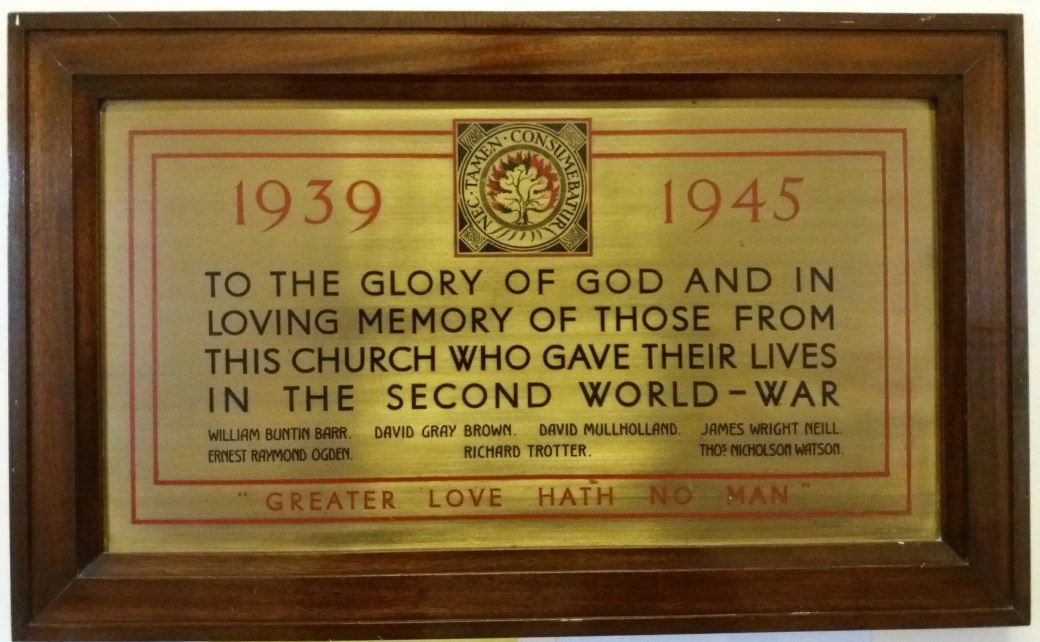 NEC · TAMEN · CONSUMEBATUR
1939 1945
TO THE GLORY OF GOD AND IN
LOVING MEMORY OF THOSE FROM
THIS CHURCH WHO GAVE THEIR LIVES
IN THE SECOND WORLD-WAR
WILLIAM BUNTIN BARR. DAVID GRAY BROWN. DAVID MULLHOLLAND. JAMES WRIGHT NEILL.
ERNEST RAYMOND OGDEN. RICHARD TROTTER. THOS NICHOLSON WATSON.
"GREATER LOVE HATH NO MAN"